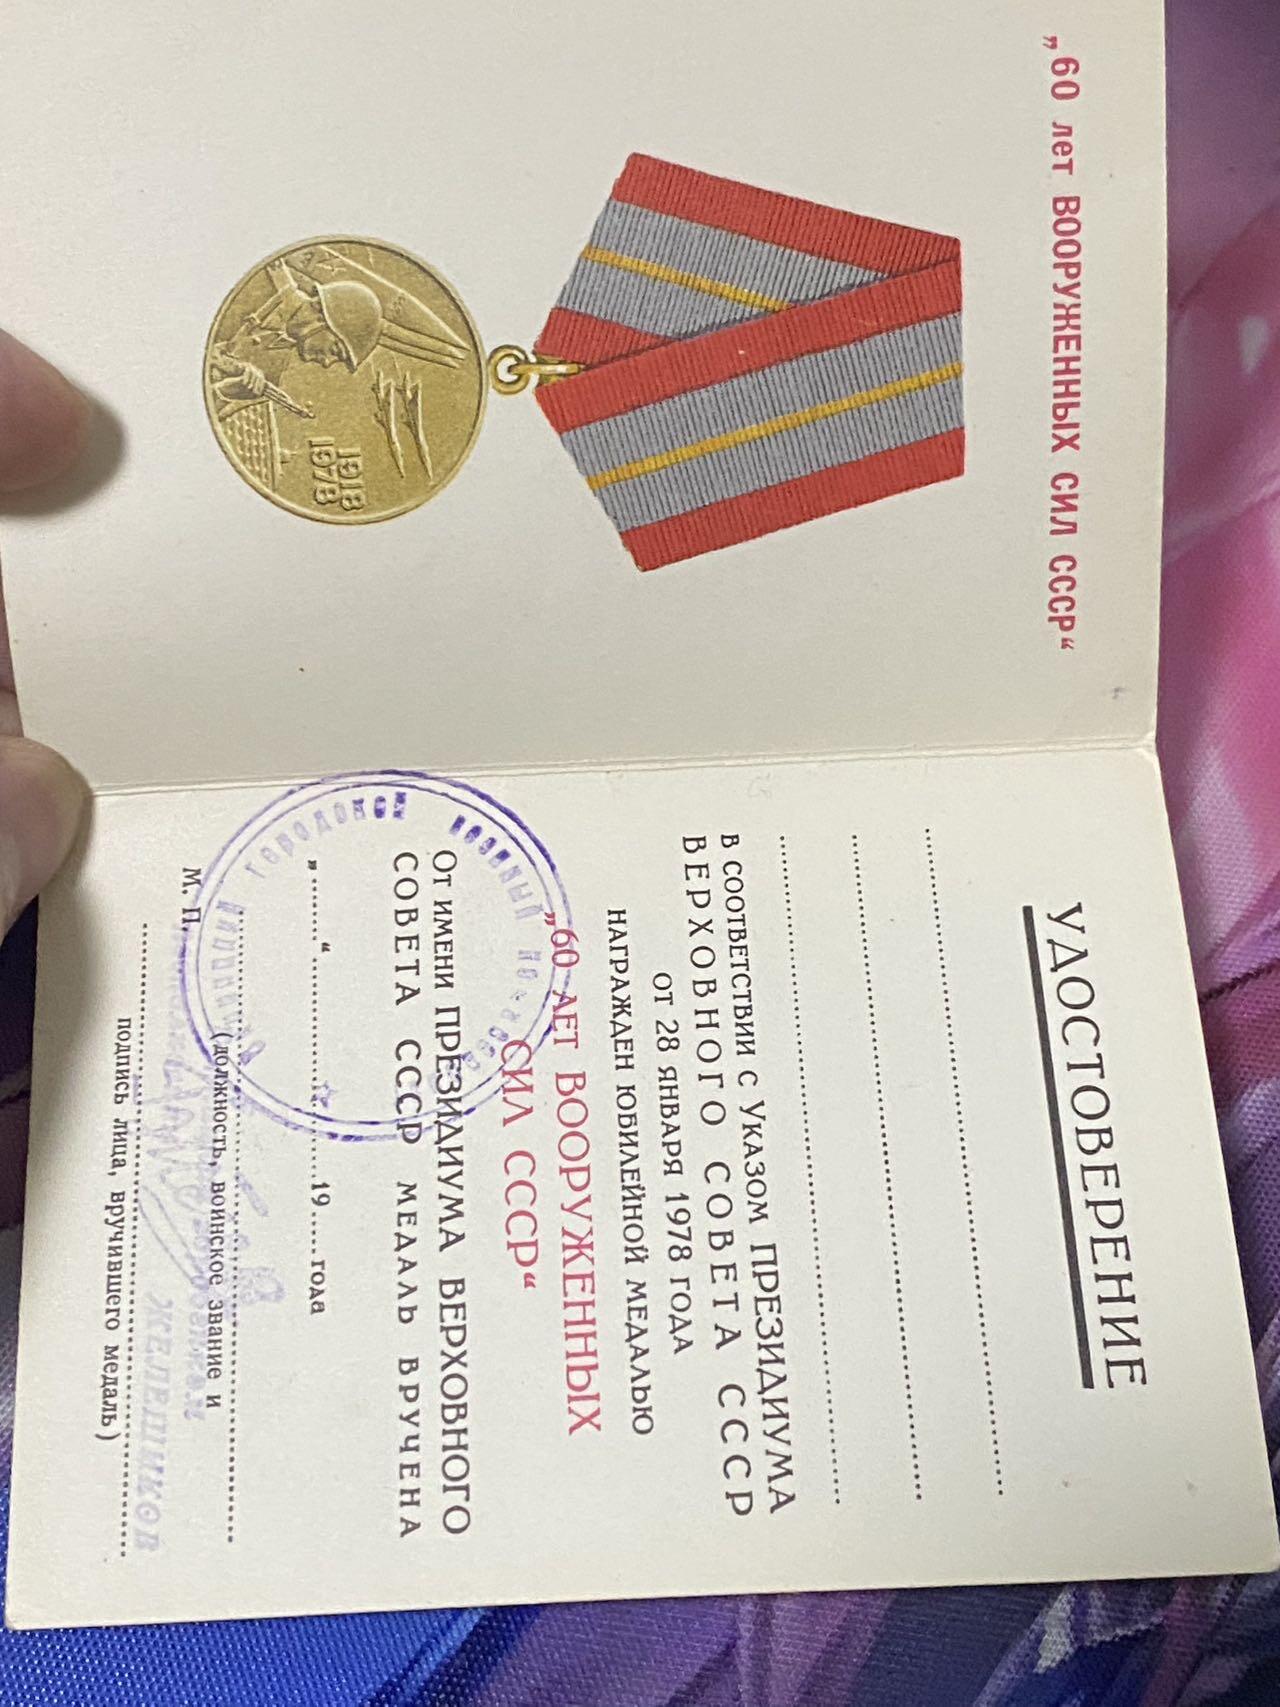 „60 лет ВООРУЖЕННЫХ СИЛ СССР“
1918
1978
УДОСТОВЕРЕНИЕ
В СООТВЕТСТВИИ С УКАЗОМ ПРЕЗИДИУМА
ВЕРХОВНОГО СОВЕТА СССР
ОТ 28 ЯНВАРЯ 1978 ГОДА
НАГРАЖДЕН ЮБИЛЕЙНОЙ МЕДАЛЬЮ
„60 ЛЕТ ВООРУЖЕННЫХ
СИЛ СССР“
От имени ПРЕЗИДИУМА ВЕРХОВНОГО
СОВЕТА СССР МЕДАЛЬ ВРУЧЕНА
„........“ .................... 19......года
М. П.
(должность, воинское звание и
ЖЕЛЕШИКОВ
подпись лица, вручившего медаль)